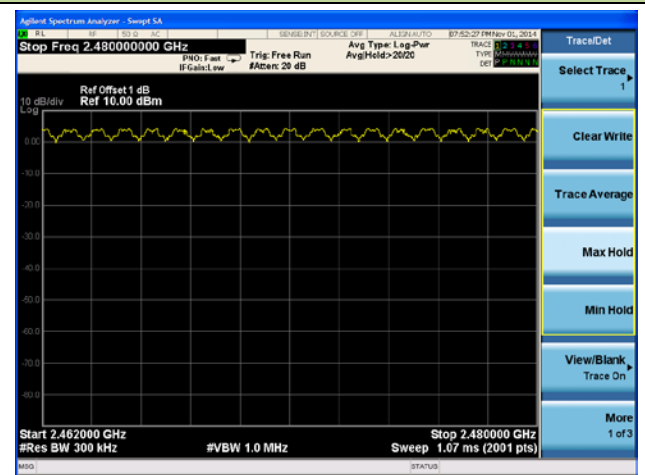 Agilent Spectrum Analyzer - Swept SA
RL RF 50 Ω AC SENSE:INT SOURCE OFF ALIGN AUTO 07:52:27 PM Nov 01, 2014
Stop Freq 2.480000000 GHz
PNO: Fast
IFGain:Low
Trig: Free Run
#Atten: 20 dB
Avg Type: Log-Pwr
Avg|Hold:>20/20
TRACE 1 2 3 4 5 6
TYPE
DET P P N N N N
Ref Offset 1 dB
10 dB/div Ref 10.00 dBm
Log
0.00
-10.0
-20.0
-30.0
-40.0
-50.0
-60.0
-70.0
-80.0
Start 2.462000 GHz
Stop 2.480000 GHz
#Res BW 300 kHz
#VBW 1.0 MHz
Sweep 1.07 ms (2001 pts)
MSG
STATUS
Trace/Det
Select Trace
1
Clear Write
Trace Average
Max Hold
Min Hold
View/Blank
Trace On
More
1 of 3